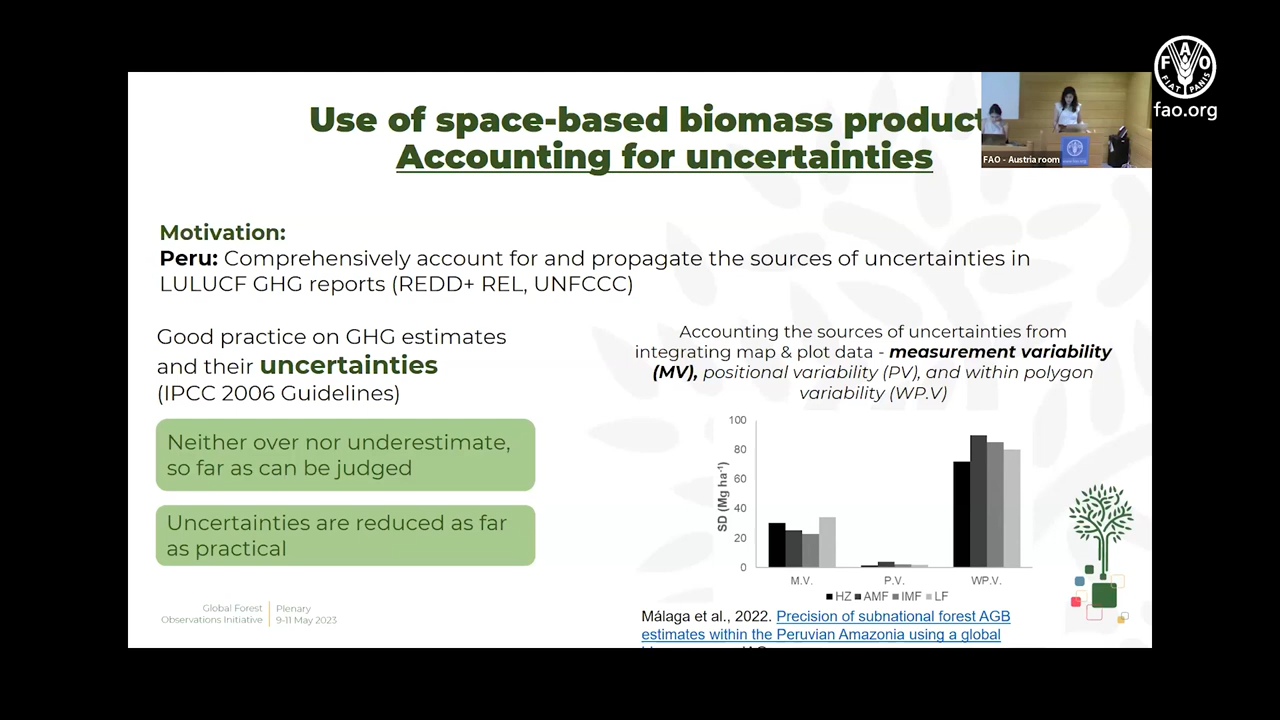 Use of space-based biomass product
Accounting for uncertainties
FAO - Austria room
F A O
FIAT PANIS
fao.org
Motivation:
Peru: Comprehensively account for and propagate the sources of uncertainties in
LULUCF GHG reports (REDD+ REL, UNFCCC)
Good practice on GHG estimates
and their uncertainties
(IPCC 2006 Guidelines)
Neither over nor underestimate,
so far as can be judged
Uncertainties are reduced as far
as practical
Accounting the sources of uncertainties from
integrating map & plot data - measurement variability
(MV), positional variability (PV), and within polygon
variability (WP.V)
SD (Mg ha-1)
100
80
60
40
20
0
M.V. P.V. WP.V.
HZ AMF IMF LF
Málaga et al., 2022. Precision of subnational forest AGB
estimates within the Peruvian Amazonia using a global
Global Forest
Observations Initiative
Plenary
9-11 May 2023